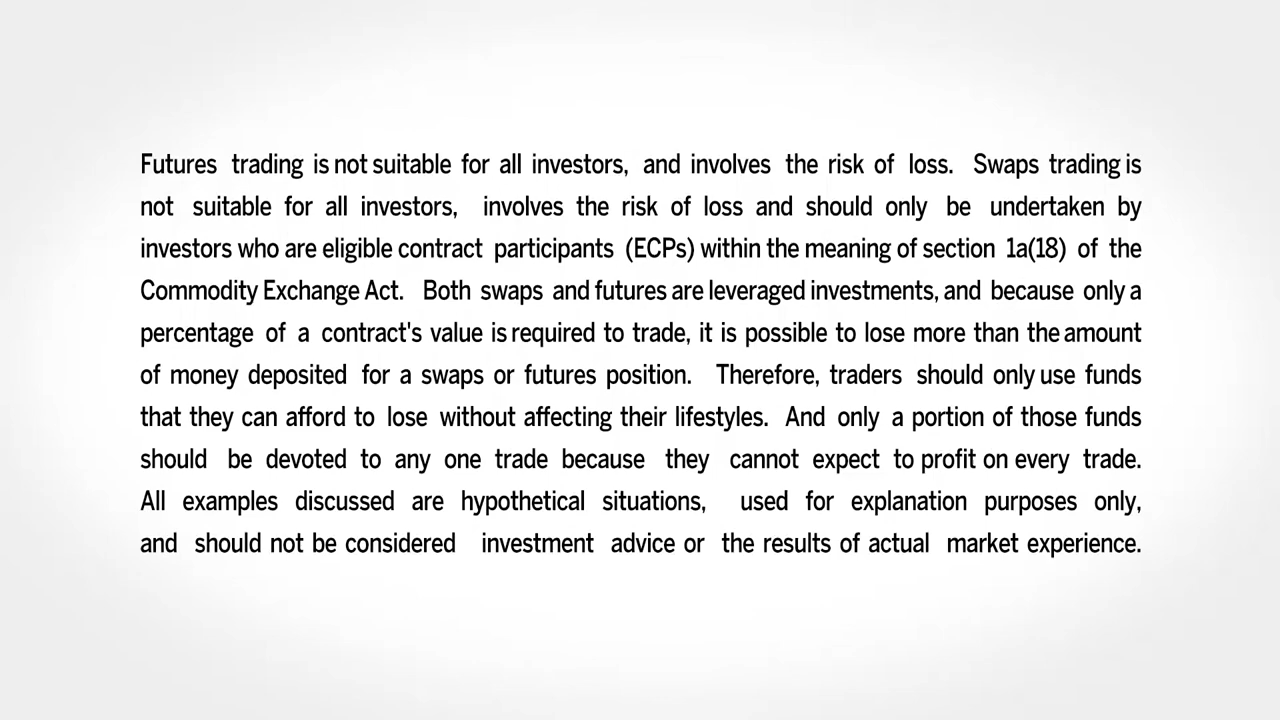 Futures trading is not suitable for all investors, and involves the risk of loss. Swaps trading is
not suitable for all investors, involves the risk of loss and should only be undertaken by
investors who are eligible contract participants (ECPs) within the meaning of section 1a(18) of the
Commodity Exchange Act. Both swaps and futures are leveraged investments, and because only a
percentage of a contract's value is required to trade, it is possible to lose more than the amount
of money deposited for a swaps or futures position. Therefore, traders should only use funds
that they can afford to lose without affecting their lifestyles. And only a portion of those funds
should be devoted to any one trade because they cannot expect to profit on every trade.
All examples discussed are hypothetical situations, used for explanation purposes only,
and should not be considered investment advice or the results of actual market experience.